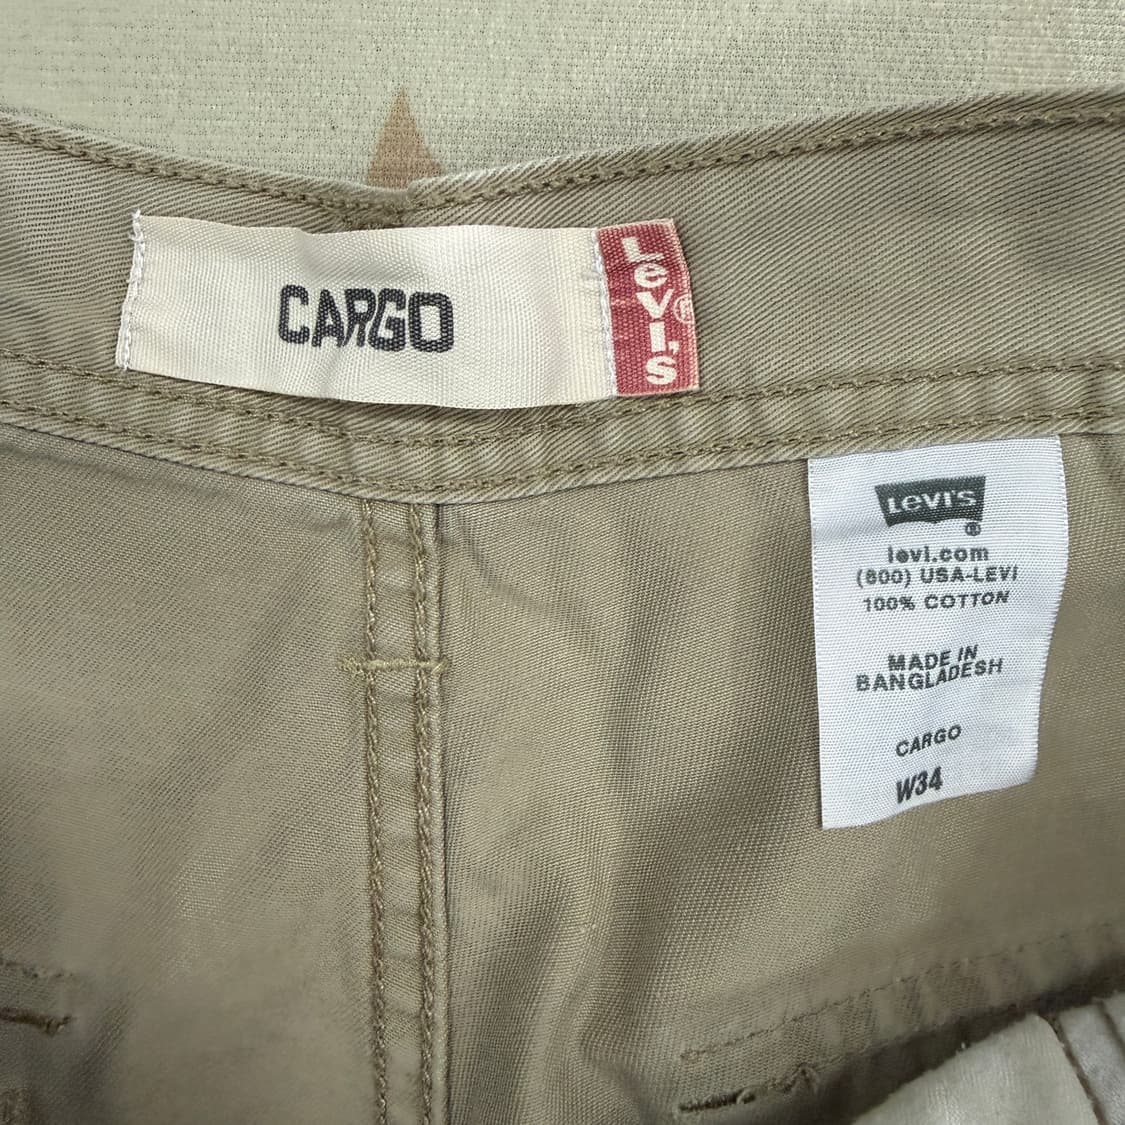 CARGO
LEVI'S®
LEVI'S
®
levi.com
(800) USA-LEVI
100% COTTON
MADE IN
BANGLADESH
CARGO
W34